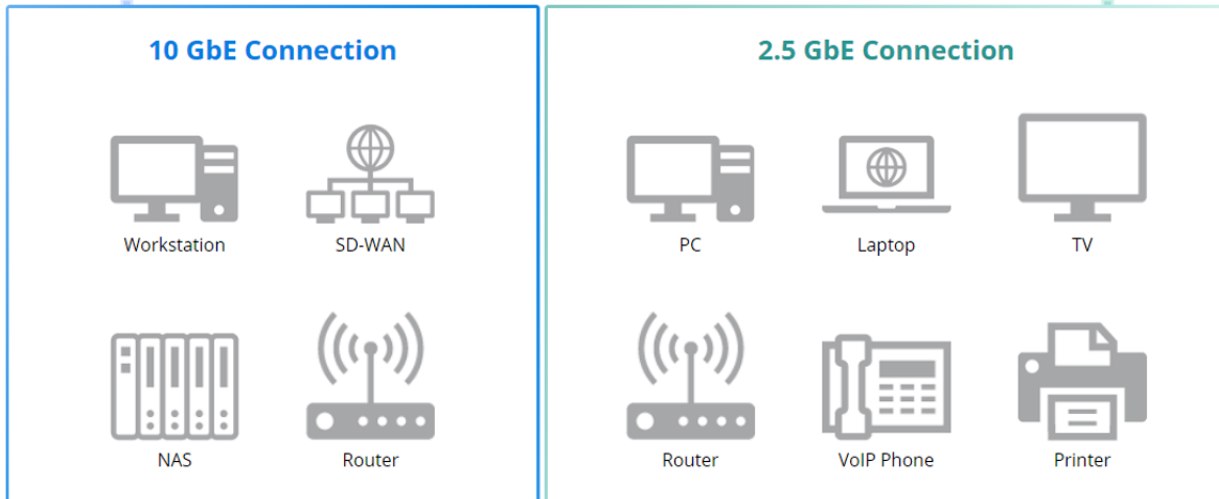 10 GbE Connection
Workstation
SD-WAN
NAS
Router
2.5 GbE Connection
PC
Laptop
TV
Router
VoIP Phone
Printer